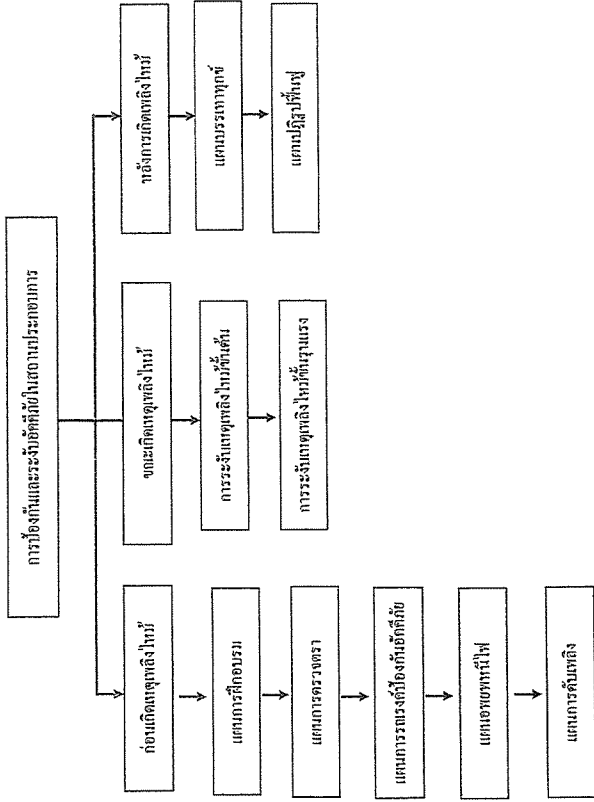 การป้องกันและระงับอัคคีภัยในสถานประกอบการ
ก่อนเกิดเหตุเพลิงไหม้
แผนการฝึกอบรม
แผนการตรวจตรา
แผนการรณรงค์ป้องกันอัคคีภัย
แผนอพยพหนีไฟ
แผนการดับเพลิง
ขณะเกิดเหตุเพลิงไหม้
การระงับเหตุเพลิงไหม้ขั้นต้น
การระงับเหตุเพลิงไหม้ขั้นรุนแรง
หลังการเกิดเพลิงไหม้
แผนบรรเทาทุกข์
แผนปฏิรูปฟื้นฟู